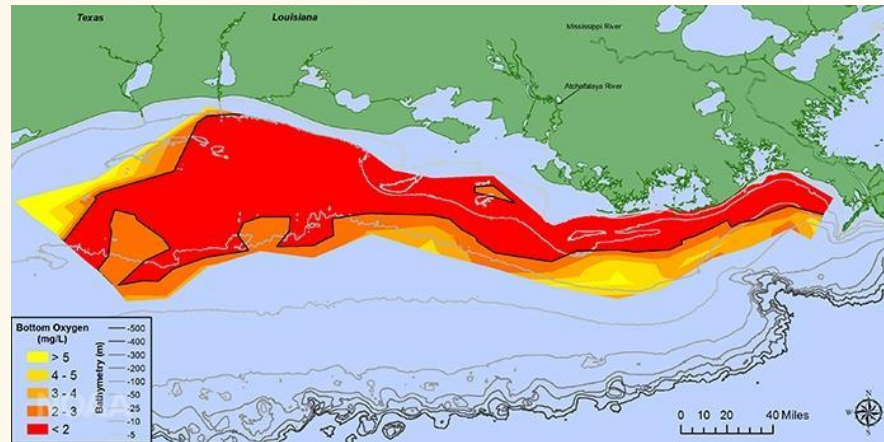 Texas
Louisiana
Mississippi River
Atchafalaya River
Bottom Oxygen
(mg/L)
> 5
4 - 5
3 - 4
2 - 3
< 2
Bathymetry (m)
-500
-400
-300
-200
-100
-50
-25
-10
-5
NOAA
0 10 20 40 Miles
N
W
E
S